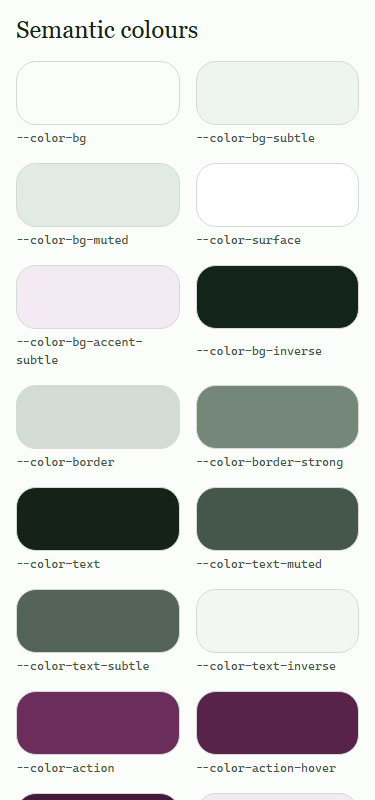 Semantic colours
--color-bg
--color-bg-subtle
--color-bg-muted
--color-surface
--color-bg-accent-
subtle
--color-bg-inverse
--color-border
--color-border-strong
--color-text
--color-text-muted
--color-text-subtle
--color-text-inverse
--color-action
--color-action-hover